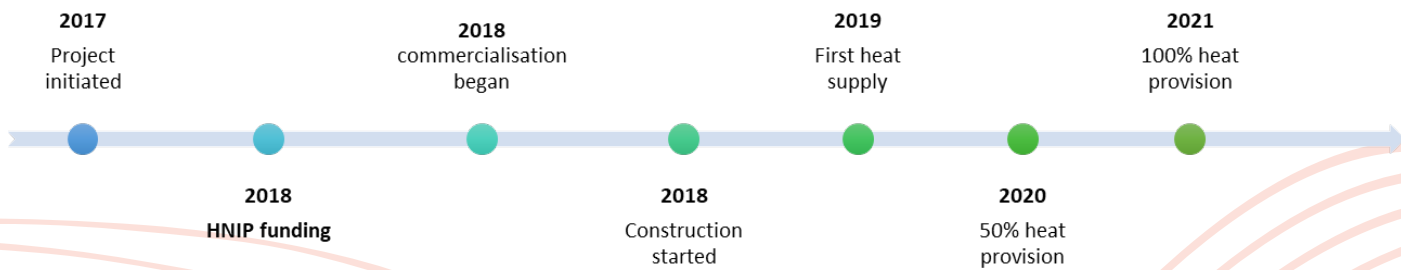 2017
Project
initiated
2018
HNIP funding
2018
commercialisation
began
2018
Construction
started
2019
First heat
supply
2020
50% heat
provision
2021
100% heat
provision